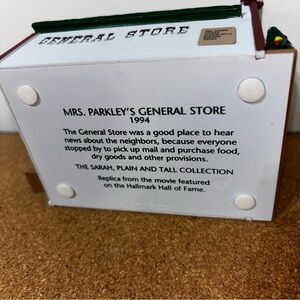 GENERAL STORE
MRS. PARKLEY'S GENERAL STORE
1994
The General Store was a good place to hear
news about the neighbors, because everyone
stopped by to pick up mail and purchase food,
dry goods and other provisions.
THE SARAH, PLAIN AND TALL COLLECTION
Replica from the movie featured
on the Hallmark Hall of Fame.